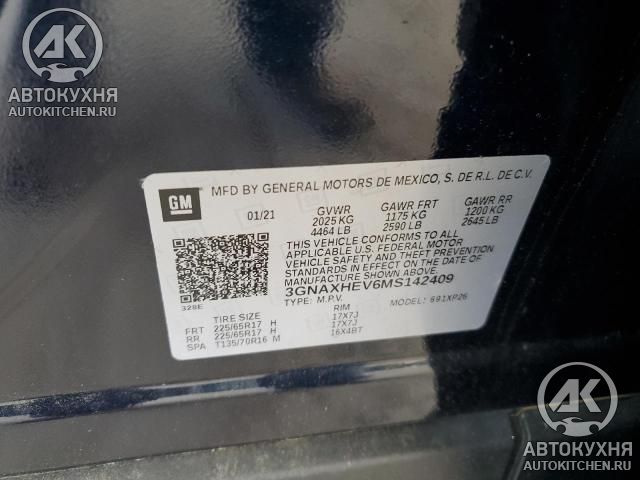 АК
АВТОКУХНЯ
AUTOKITCHEN.RU
GM
MFD BY GENERAL MOTORS DE MEXICO, S. DE R.L. DE C.V.
01/21 GVWR GAWR FRT GAWR RR
2025 KG 1175 KG 1200 KG
4464 LB 2590 LB 2645 LB
THIS VEHICLE CONFORMS TO ALL
APPLICABLE U.S. FEDERAL MOTOR
VEHICLE SAFETY AND THEFT PREVENTION
STANDARDS IN EFFECT ON THE DATE OF
MANUFACTURE SHOWN ABOVE.
3GNAXHEV6MS142409
328E
TYPE: M.P.V. MODEL: 691XP26
TIRE SIZE RIM
FRT 225/65R17 H 17X7J
RR 225/65R17 H 17X7J
SPA T135/70R16 M 16X4BT
АК
АВТОКУХНЯ
AUTOKITCHEN.RU